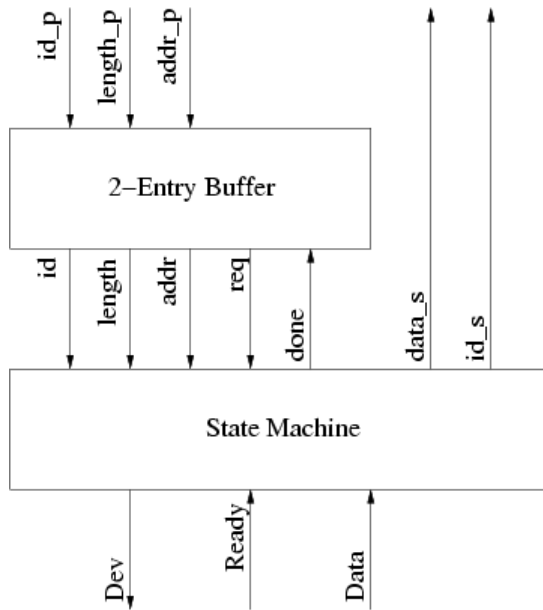 id_p
length_p
addr_p
2−Entry Buffer
id
length
addr
req
done
data_s
id_s
State Machine
Dev
Ready
Data